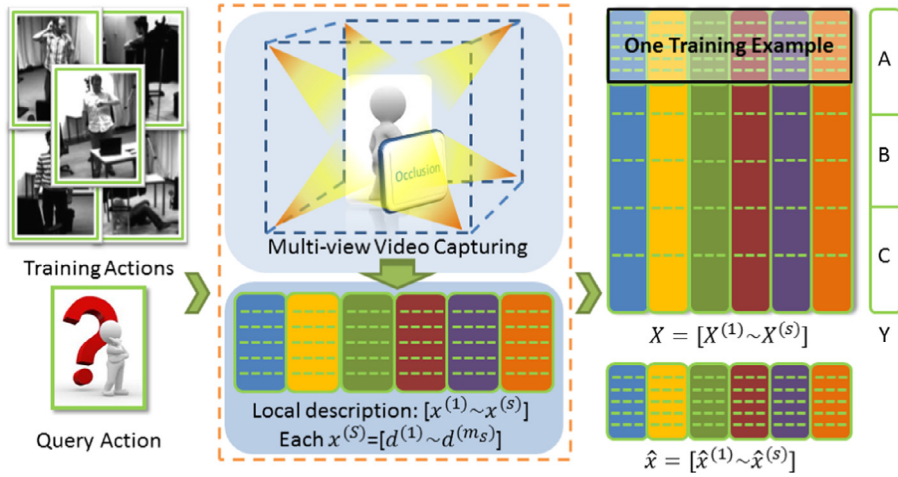 Training Actions
Query Action
Occlusion
Multi-view Video Capturing
Local description: [x^(1)~x^(s)]
Each x^(S)=[d^(1)~d^(m_s)]
One Training Example
A
B
C
Y
X = [X^(1)~X^(s)]
x̂ = [x̂^(1)~x̂^(s)]